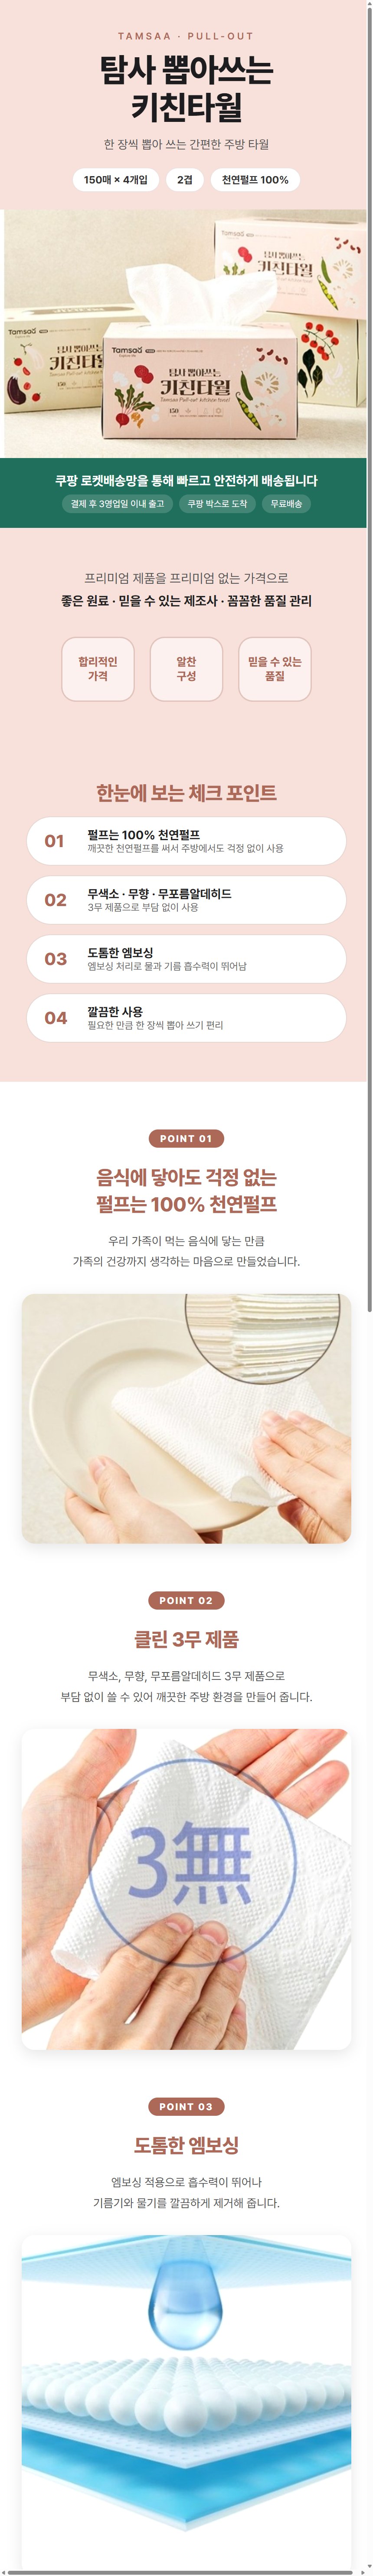 TAMSAA · PULL-OUT
탐사 뽑아쓰는
키친타월
한 장씩 뽑아 쓰는 간편한 주방 타월
150매 × 4개입
2겹
천연펄프 100%
Tamsaa
탐사 뽑아쓰는
키친타월
Tamsaa Pull-out kitchen towel
150
쿠팡 로켓배송망을 통해 빠르고 안전하게 배송됩니다
결제 후 3영업일 이내 출고
쿠팡 박스로 도착
무료배송
프리미엄 제품을 프리미엄 없는 가격으로
좋은 원료 · 믿을 수 있는 제조사 · 꼼꼼한 품질 관리
합리적인
가격
알찬
구성
믿을 수 있는
품질
한눈에 보는 체크 포인트
01
펄프는 100% 천연펄프
깨끗한 천연펄프를 써서 주방에서도 걱정 없이 사용
02
무색소 · 무향 · 무포름알데히드
3무 제품으로 부담 없이 사용
03
도톰한 엠보싱
엠보싱 처리로 물과 기름 흡수력이 뛰어남
04
깔끔한 사용
필요한 만큼 한 장씩 뽑아 쓰기 편리
POINT 01
음식에 닿아도 걱정 없는
펄프는 100% 천연펄프
우리 가족이 먹는 음식에 닿는 만큼
가족의 건강까지 생각하는 마음으로 만들었습니다.
POINT 02
클린 3무 제품
무색소, 무향, 무포름알데히드 3무 제품으로
부담 없이 쓸 수 있어 깨끗한 주방 환경을 만들어 줍니다.
3無
POINT 03
도톰한 엠보싱
엠보싱 적용으로 흡수력이 뛰어나
기름기와 물기를 깔끔하게 제거해 줍니다.